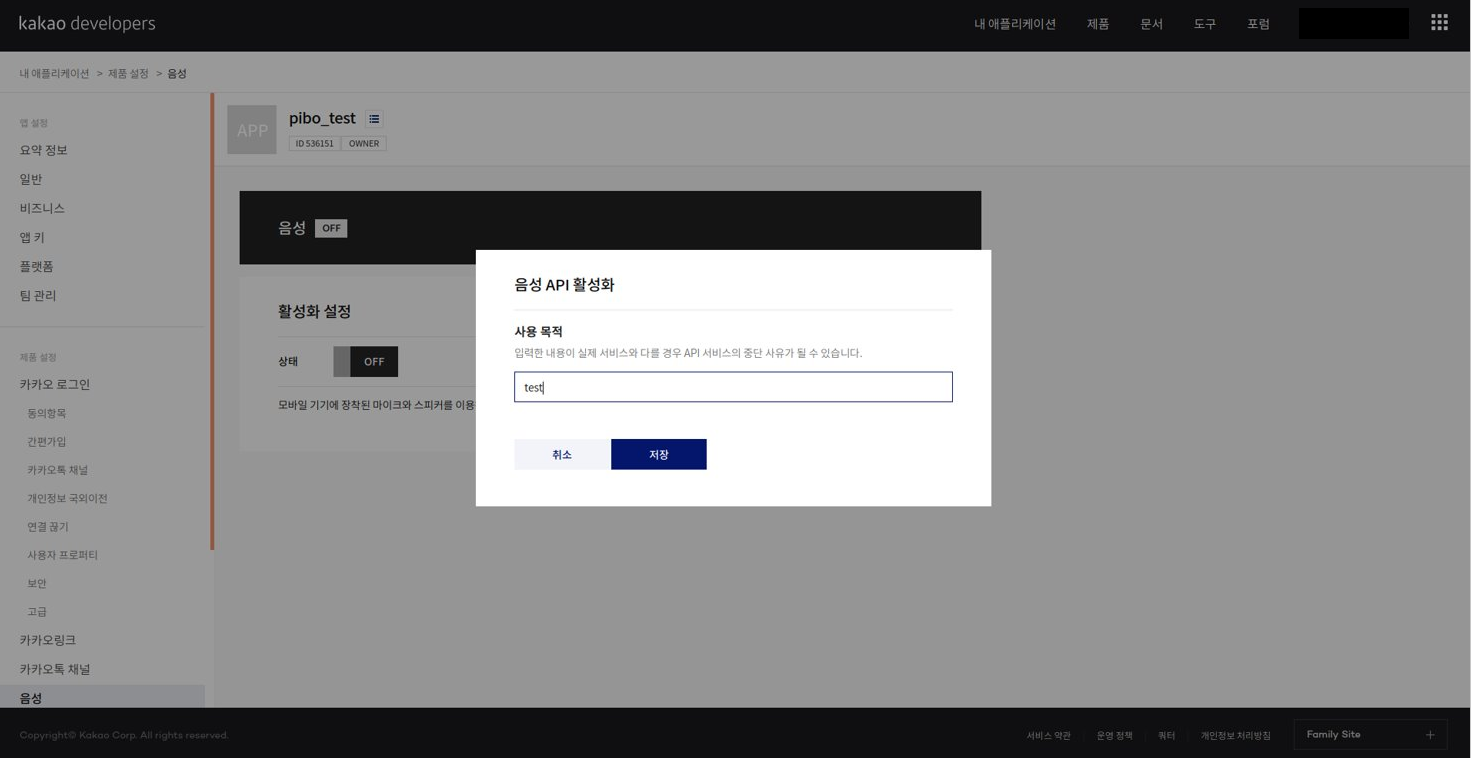 kakao developers
내 애플리케이션 제품 문서 도구 포럼
내 애플리케이션 > 제품 설정 > 음성
앱 설정
요약 정보
일반
비즈니스
앱 키
플랫폼
팀 관리
제품 설정
카카오 로그인
동의항목
간편가입
카카오톡 채널
개인정보 국외이전
연결 끊기
사용자 프로퍼티
보안
고급
카카오링크
카카오톡 채널
음성
APP
pibo_test
ID 536151 OWNER
음성 OFF
활성화 설정
상태 OFF
모바일 기기에 장착된 마이크와 스피커를 이용
음성 API 활성화
사용 목적
입력한 내용이 실제 서비스와 다를 경우 API 서비스의 중단 사유가 될 수 있습니다.
test
취소 저장
Copyright© Kakao Corp. All rights reserved.
서비스 약관 운영 정책 쿼터 개인정보 처리방침 Family Site +